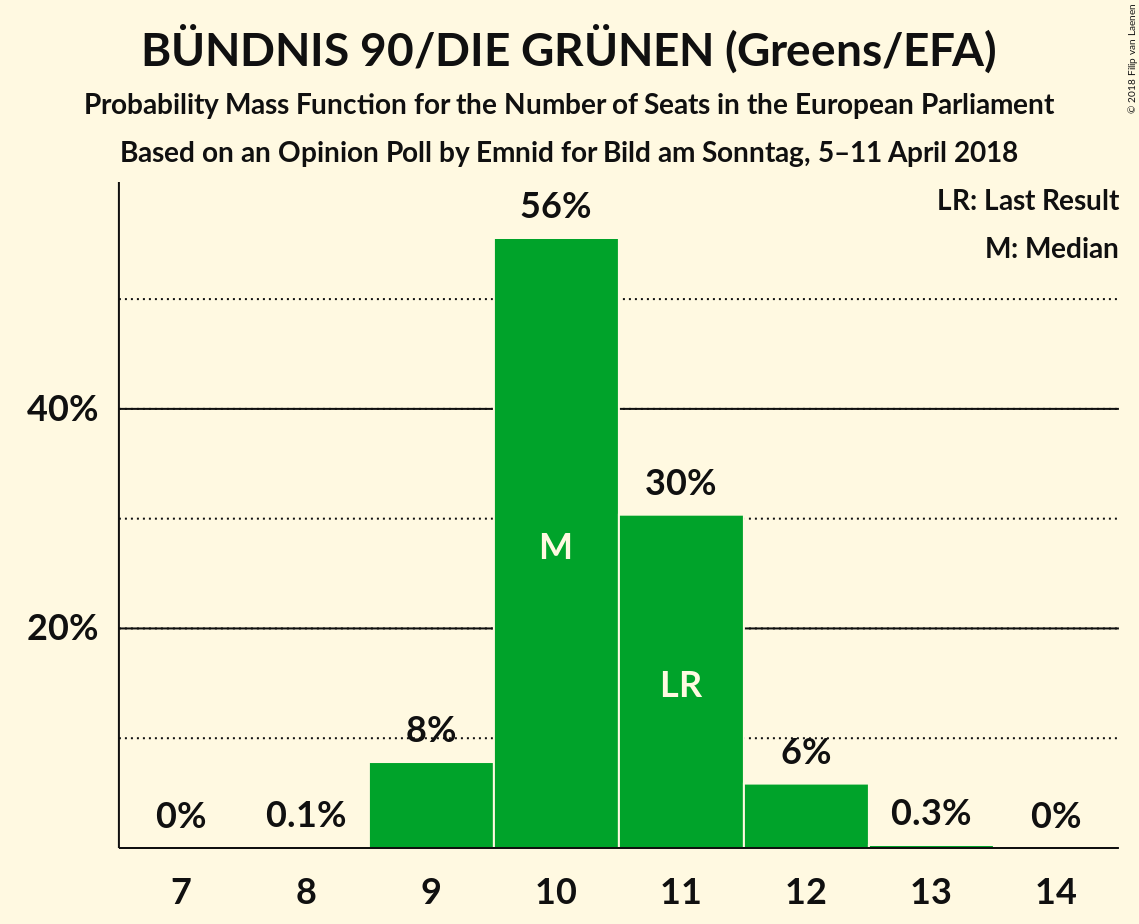 BÜNDNIS 90/DIE GRÜNEN (Greens/EFA)
Probability Mass Function for the Number of Seats in the European Parliament
Based on an Opinion Poll by Emnid for Bild am Sonntag, 5–11 April 2018
© 2018 Filip van Laenen
LR: Last Result
M: Median
56%
40%
30%
M
20%
LR
8%
6%
0%
0.1%
0.3%
0%
7 8 9 10 11 12 13 14